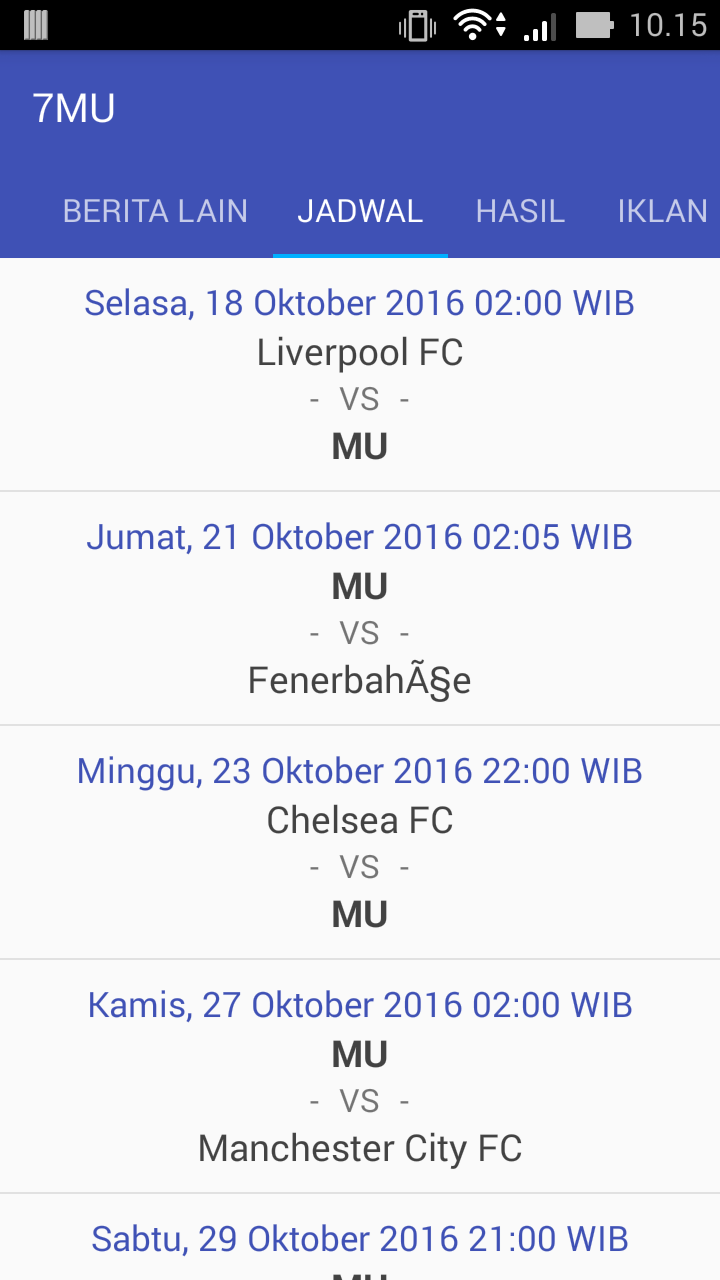 10.15
7MU
BERITA LAIN JADWAL HASIL IKLAN
Selasa, 18 Oktober 2016 02:00 WIB
Liverpool FC
- VS -
MU
Jumat, 21 Oktober 2016 02:05 WIB
MU
- VS -
FenerbahÃ§e
Minggu, 23 Oktober 2016 22:00 WIB
Chelsea FC
- VS -
MU
Kamis, 27 Oktober 2016 02:00 WIB
MU
- VS -
Manchester City FC
Sabtu, 29 Oktober 2016 21:00 WIB
MU